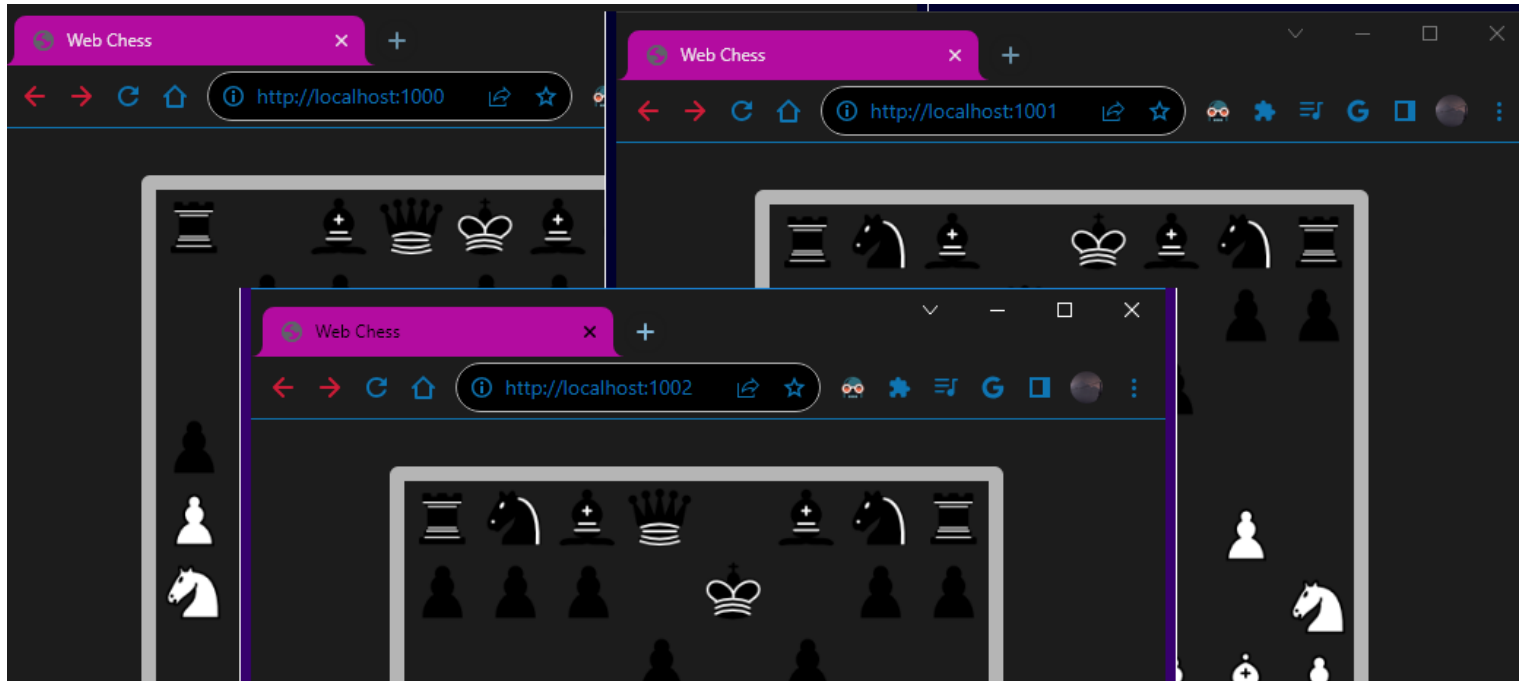 Web Chess
http://localhost:1000
Web Chess
http://localhost:1001
Web Chess
http://localhost:1002